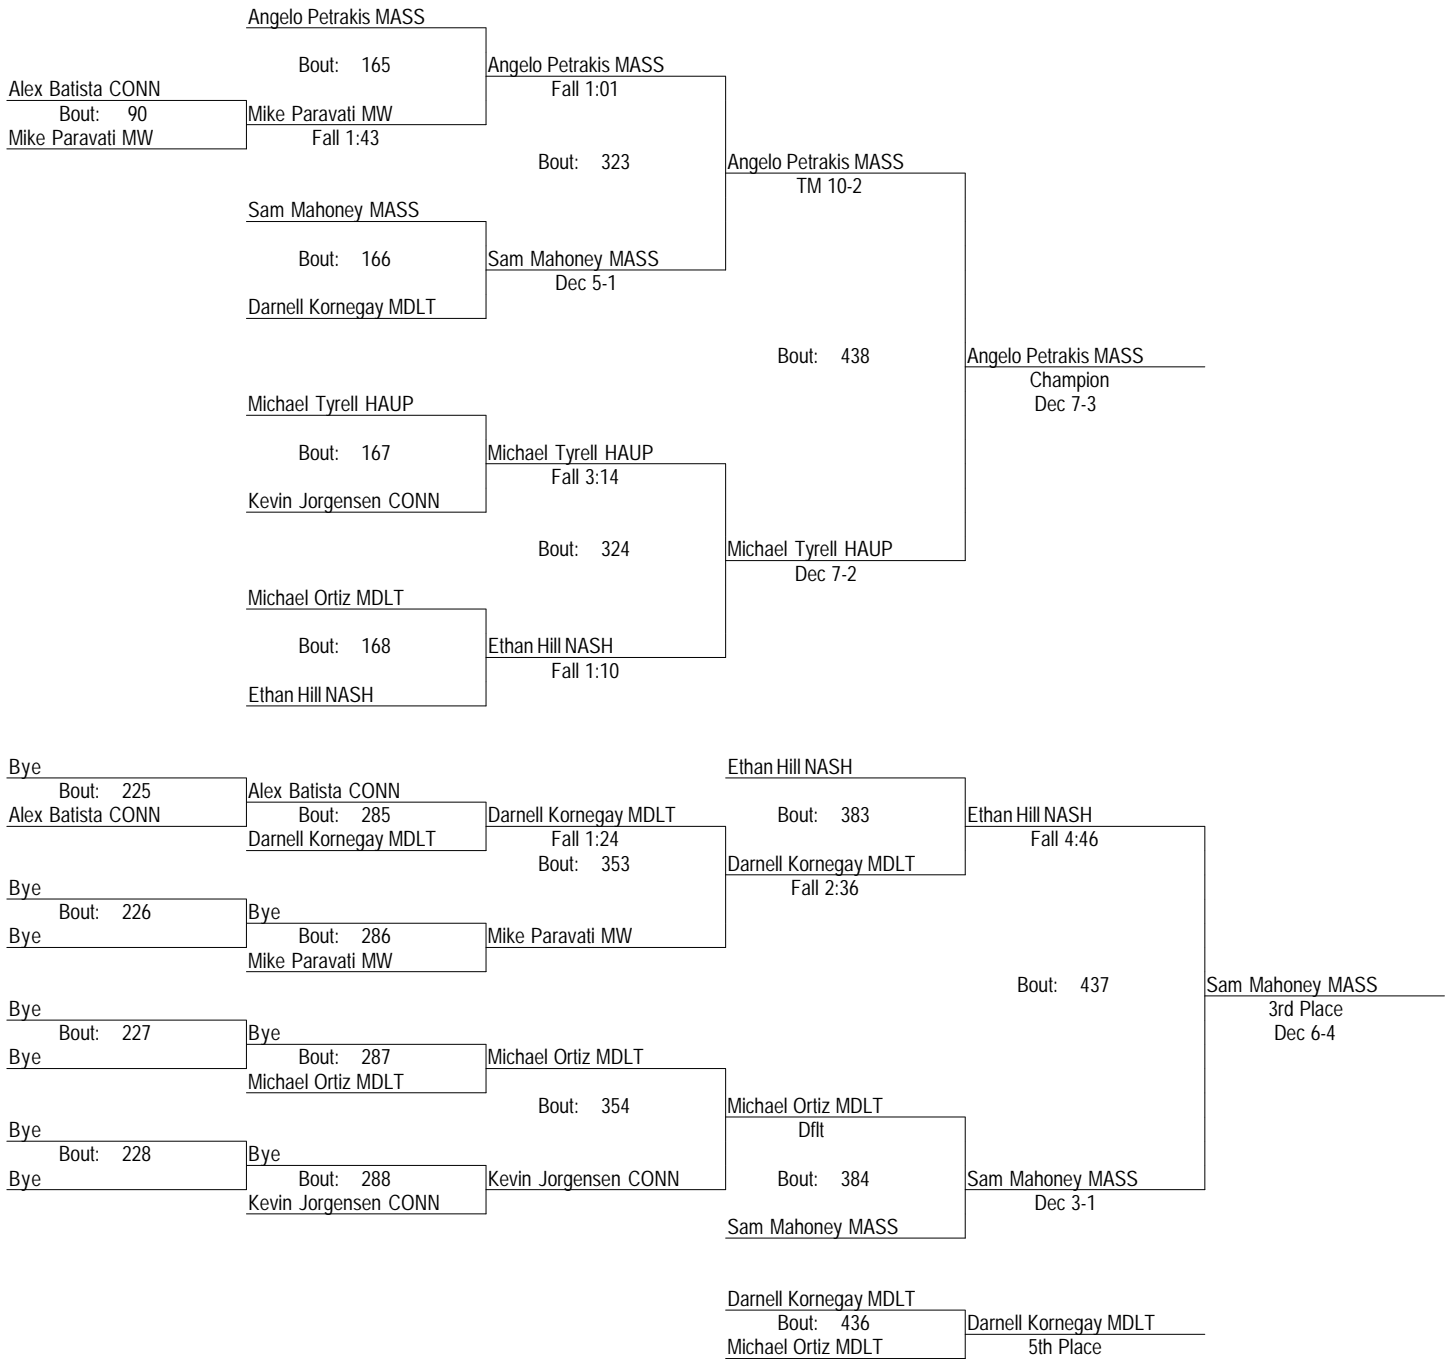 Angelo Petrakis MASS
Bout: 165
Angelo Petrakis MASS
Alex Batista CONN
Fall 1:01
Bout: 90
Mike Paravati MW
Mike Paravati MW
Fall 1:43
Bout: 323
Angelo Petrakis MASS
TM 10-2
Sam Mahoney MASS
Bout: 166
Sam Mahoney MASS
Dec 5-1
Darnell Kornegay MDLT
Bout: 438
Angelo Petrakis MASS
Champion
Dec 7-3
Michael Tyrell HAUP
Bout: 167
Michael Tyrell HAUP
Fall 3:14
Kevin Jorgensen CONN
Bout: 324
Michael Tyrell HAUP
Dec 7-2
Michael Ortiz MDLT
Bout: 168
Ethan Hill NASH
Fall 1:10
Ethan Hill NASH
Bye
Ethan Hill NASH
Bout: 225
Alex Batista CONN
Alex Batista CONN
Bout: 285
Darnell Kornegay MDLT
Bout: 383
Ethan Hill NASH
Darnell Kornegay MDLT
Fall 1:24
Fall 4:46
Bout: 353
Darnell Kornegay MDLT
Bye
Fall 2:36
Bout: 226
Bye
Bye
Bout: 286
Mike Paravati MW
Mike Paravati MW
Bout: 437
Sam Mahoney MASS
3rd Place
Dec 6-4
Bye
Bout: 227
Bye
Bye
Bout: 287
Michael Ortiz MDLT
Michael Ortiz MDLT
Bout: 354
Michael Ortiz MDLT
Dflt
Bye
Bout: 228
Bye
Bye
Bout: 288
Kevin Jorgensen CONN
Bout: 384
Sam Mahoney MASS
Kevin Jorgensen CONN
Dec 3-1
Sam Mahoney MASS
Darnell Kornegay MDLT
Bout: 436
Darnell Kornegay MDLT
Michael Ortiz MDLT
5th Place